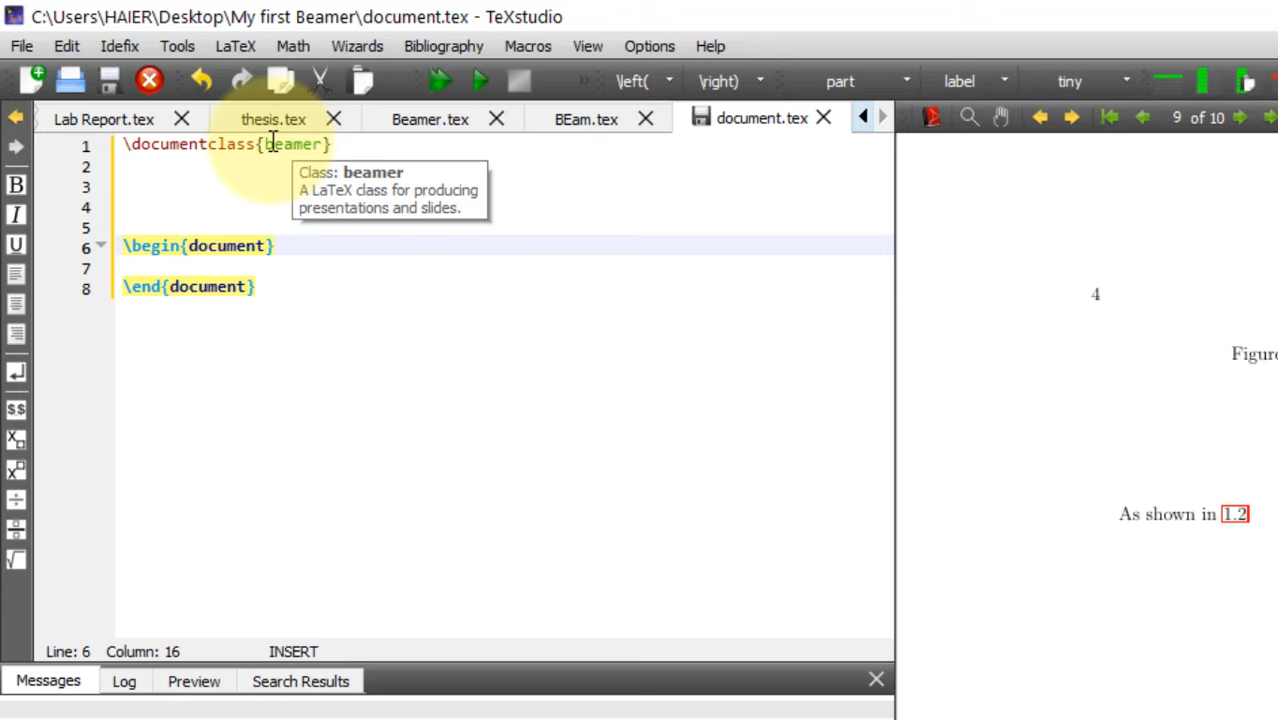 C:\Users\HAIER\Desktop\My first Beamer\document.tex - TeXstudio
File Edit Idefix Tools LaTeX Math Wizards Bibliography Macros View Options Help
\left( \right) part label tiny
Lab Report.tex thesis.tex Beamer.tex BEam.tex document.tex 9 of 10
1 \documentclass{beamer}
2
Class: beamer
3
A LaTeX class for producing
4
presentations and slides.
5
6 \begin{document}
7
8 \end{document}
B
I
U
$$
4
Figure
As shown in 1.2
Line: 6 Column: 16 INSERT
Messages Log Preview Search Results